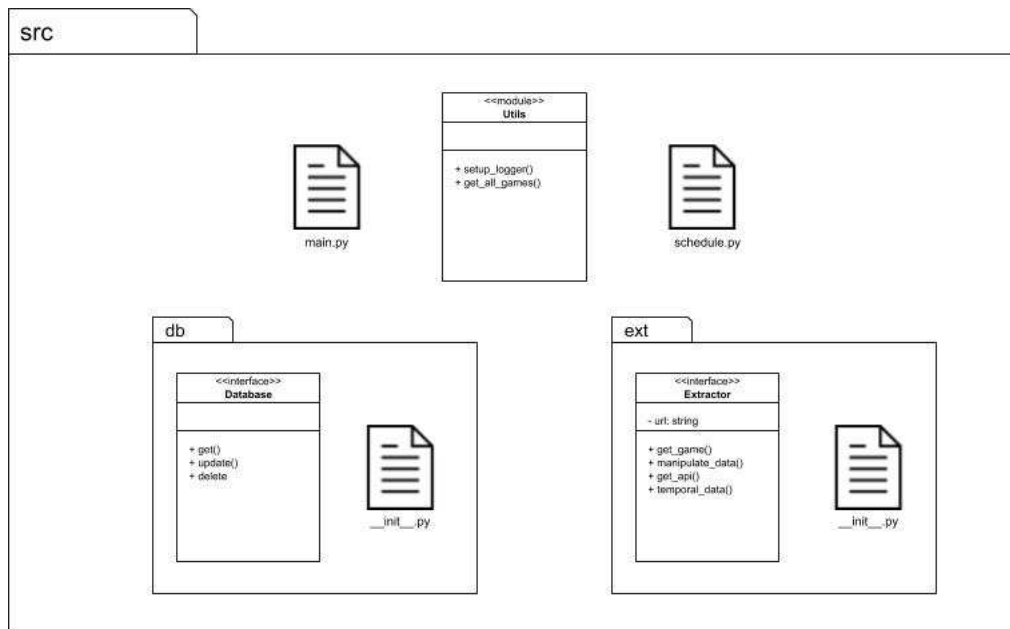 src
<<module>>
Utils
+ setup_logger()
+ get_all_games()
main.py
schedule.py
db
<<interface>>
Database
+ get()
+ update()
+ delete
__init__.py
ext
<<interface>>
Extractor
- url: string
+ get_game()
+ manipulate_data()
+ get_api()
+ temporal_data()
__init__.py